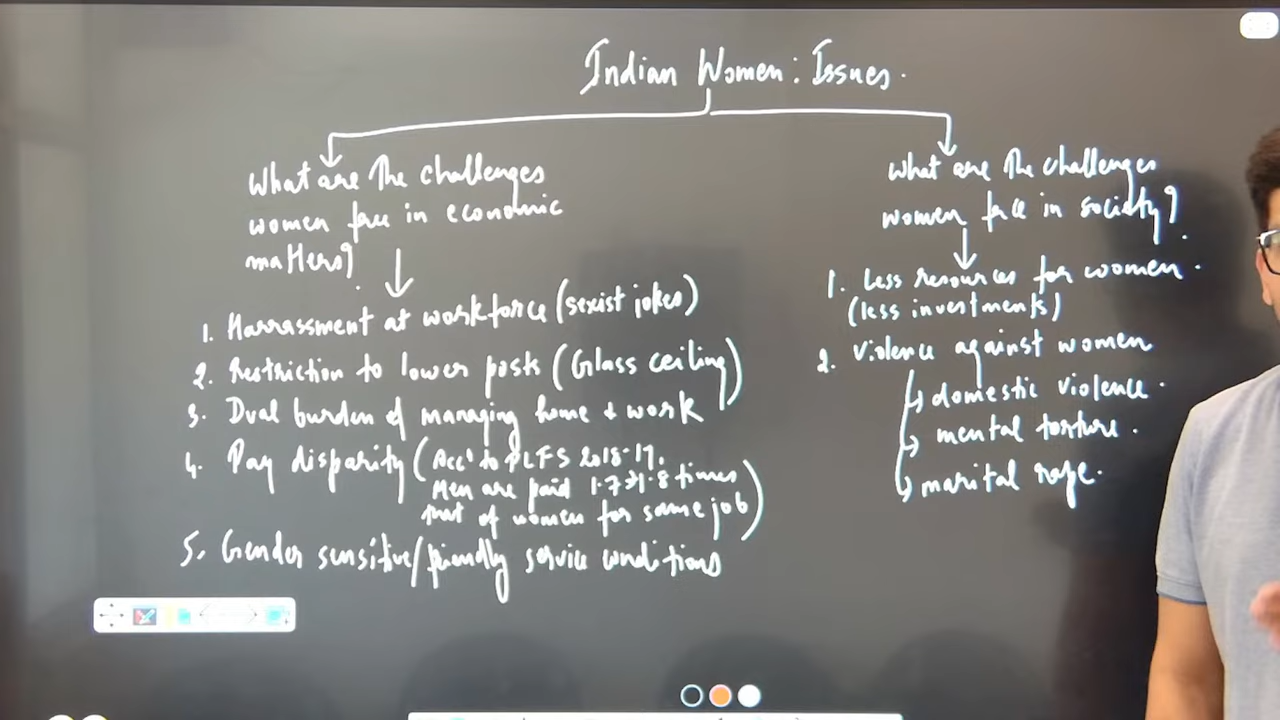 Indian Women: Issues.
What are the challenges
women face in economic
matters?
1. Harrassment at workforce (sexist jokes)
2. Restriction to lower posts (Glass ceiling)
3. Dual burden of managing home & work
4. Pay disparity (Acc' to PLFS 2018-19.
Men are paid 1.7→1.8 times
that of women for same job)
5. Gender sensitive/friendly service conditions
What are the challenges
women face in society?
1. Less resources for women.
(less investments)
2. Violence against women
domestic violence.
mental torture.
marital rape.